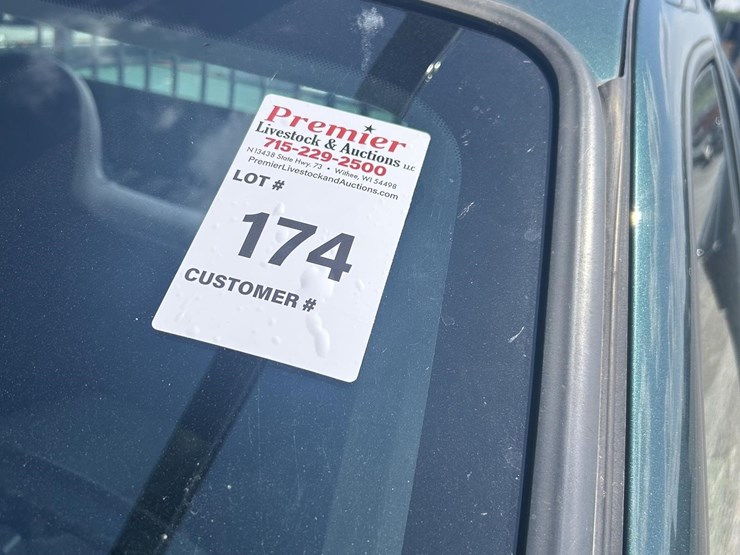 Premier
Livestock & Auctions LLC
715-229-2500
N13438 State Hwy. 73 • Withee, WI 54498
PremierLivestockandAuctions.com
LOT #
174
CUSTOMER #